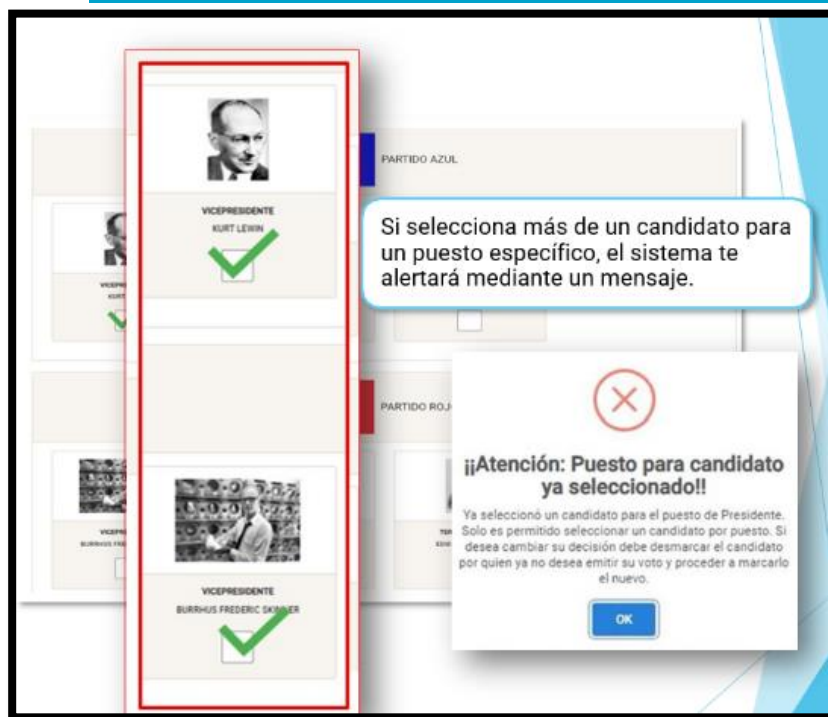 PARTIDO AZUL
VICEPRESIDENTE
KURT LEWIN
Si selecciona más de un candidato para
un puesto específico, el sistema te
alertará mediante un mensaje.
PARTIDO ROJ
VICEPRESIDENTE
BURRHUS FREDERIC SKINNER
¡¡Atención: Puesto para candidato
ya seleccionado!!
Ya seleccionó un candidato para el puesto de Presidente.
Solo es permitido seleccionar un candidato por puesto. Si
desea cambiar su decisión debe desmarcar el candidato
por quien ya no desea emitir su voto y proceder a marcarlo
el nuevo.
OK